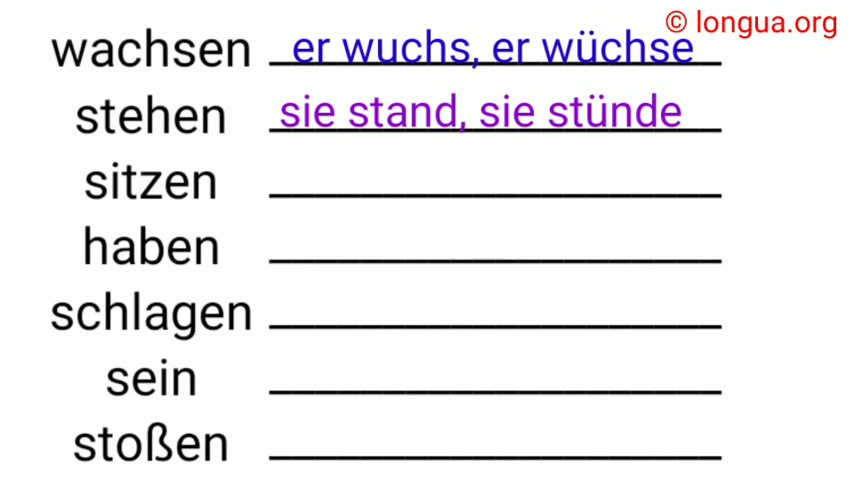 © longua.org
wachsen er wuchs, er wüchse
stehen sie stand, sie stünde
sitzen
haben
schlagen
sein
stoßen